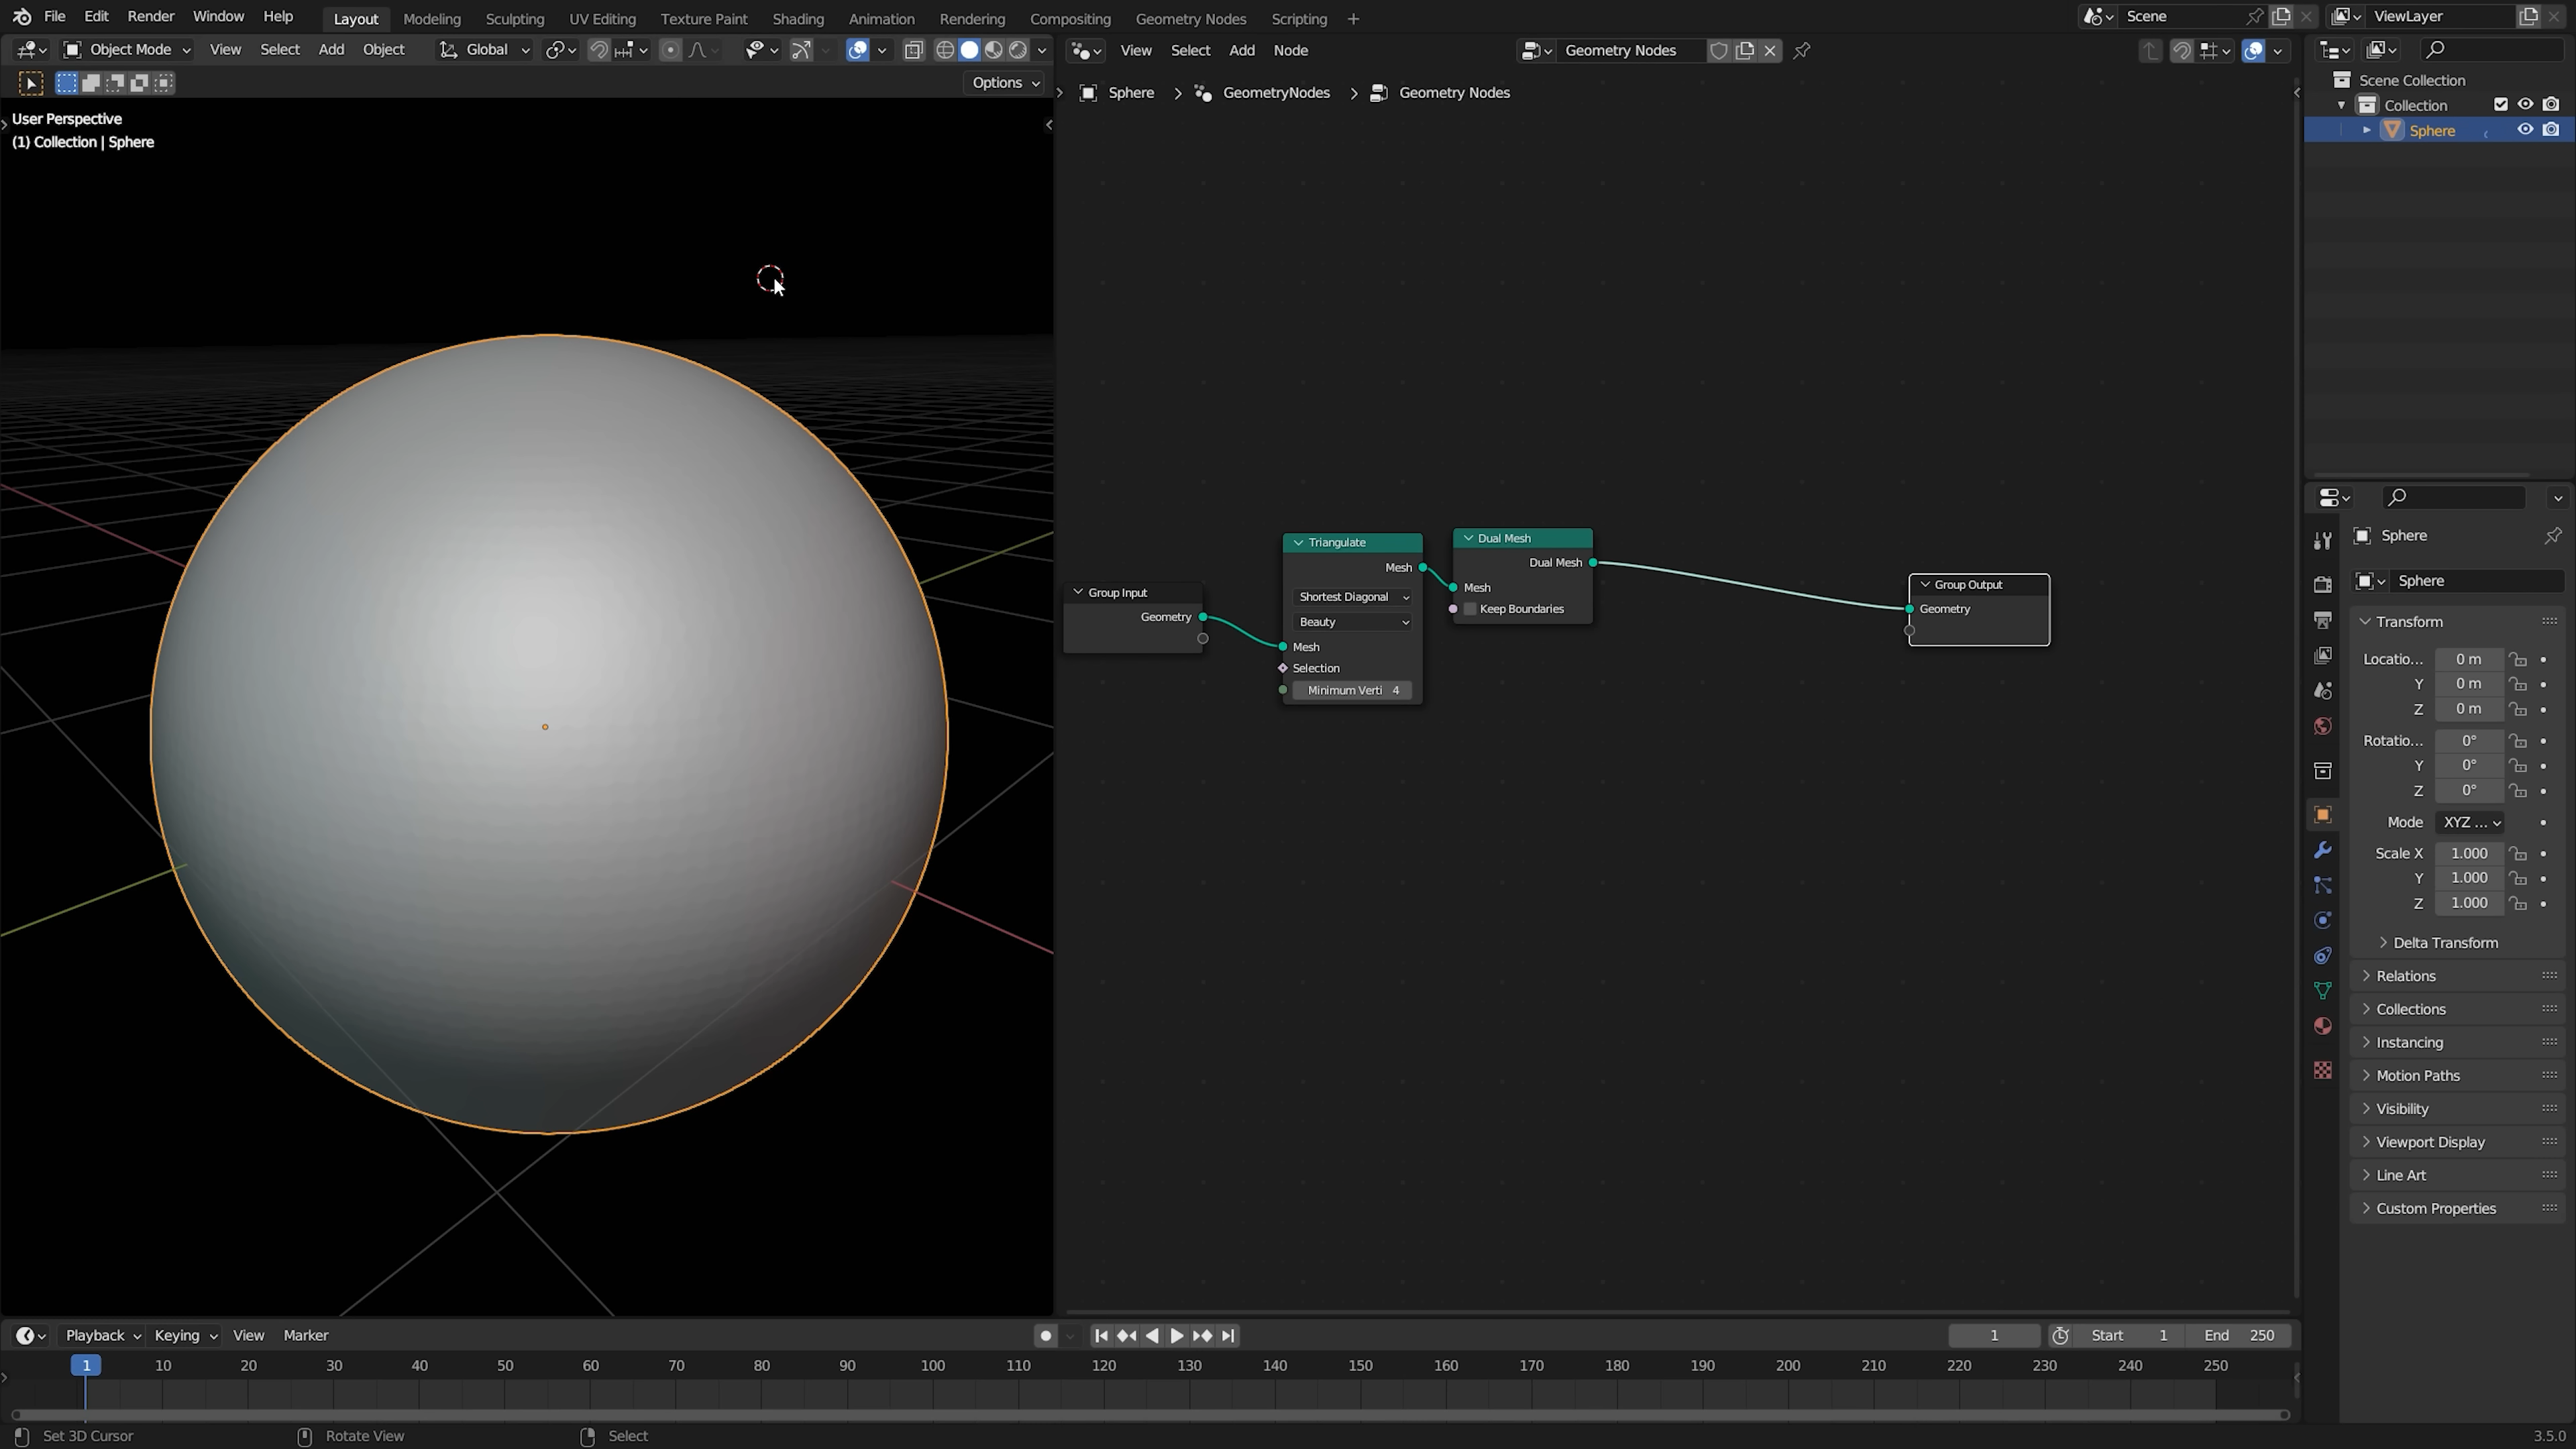 File Edit Render Window Help Layout Modeling Sculpting UV Editing Texture Paint Shading Animation Rendering Compositing Geometry Nodes Scripting + Scene ViewLayer
Object Mode View Select Add Object Global View Select Add Node Geometry Nodes
Options
Sphere > GeometryNodes > Geometry Nodes
User Perspective
(1) Collection | Sphere
Group Input
Geometry
Triangulate
Mesh
Shortest Diagonal
Beauty
Mesh
Selection
Minimum Verti 4
Dual Mesh
Dual Mesh
Mesh
Keep Boundaries
Group Output
Geometry
Scene Collection
Collection
Sphere
Sphere
Sphere
Transform
Locatio... 0 m
Y 0 m
Z 0 m
Rotatio... 0°
Y 0°
Z 0°
Mode XYZ ...
Scale X 1.000
Y 1.000
Z 1.000
Delta Transform
Relations
Collections
Instancing
Motion Paths
Visibility
Viewport Display
Line Art
Custom Properties
Playback Keying View Marker 1 Start 1 End 250
1 10 20 30 40 50 60 70 80 90 100 110 120 130 140 150 160 170 180 190 200 210 220 230 240 250
Set 3D Cursor Rotate View Select 3.5.0